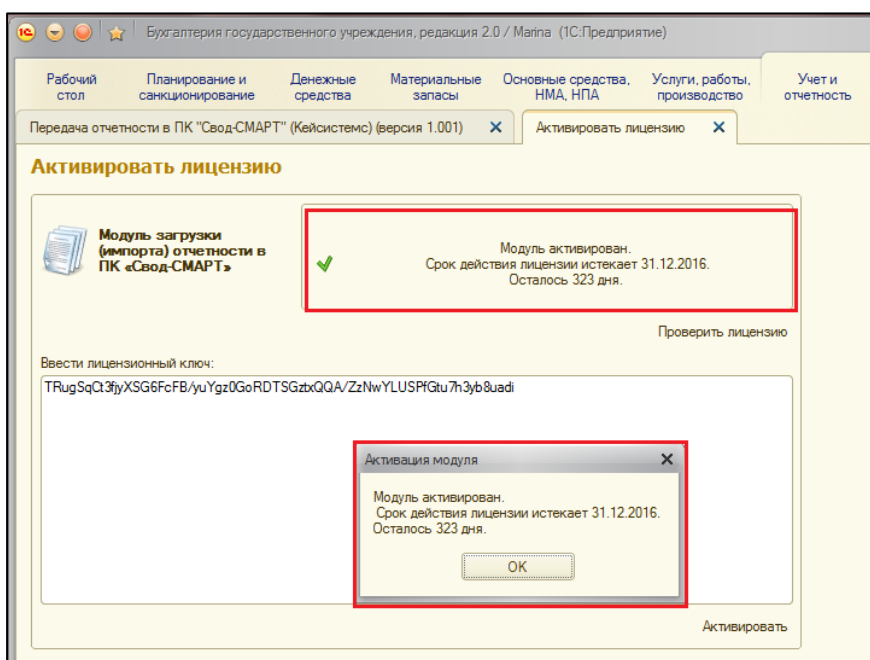 Бухгалтерия государственного учреждения, редакция 2.0 / Marina (1С:Предприятие)
Рабочий стол
Планирование и санкционирование
Денежные средства
Материальные запасы
Основные средства, НМА, НПА
Услуги, работы, производство
Учет и отчетность
Передача отчетности в ПК "Свод-СМАРТ" (Кейсистемс) (версия 1.001)
Активировать лицензию
Активировать лицензию
Модуль загрузки
(импорта) отчетности в
ПК «Свод-СМАРТ»
Модуль активирован.
Срок действия лицензии истекает 31.12.2016.
Осталось 323 дня.
Проверить лицензию
Ввести лицензионный ключ:
TRugSqCt3fjyXSG6FcFB/yuYgz0GoRDTSGztxQQA/ZzNwYLUSPfGtu7h3yb8uadi
Активация модуля
Модуль активирован.
Срок действия лицензии истекает 31.12.2016.
Осталось 323 дня.
OK
Активировать